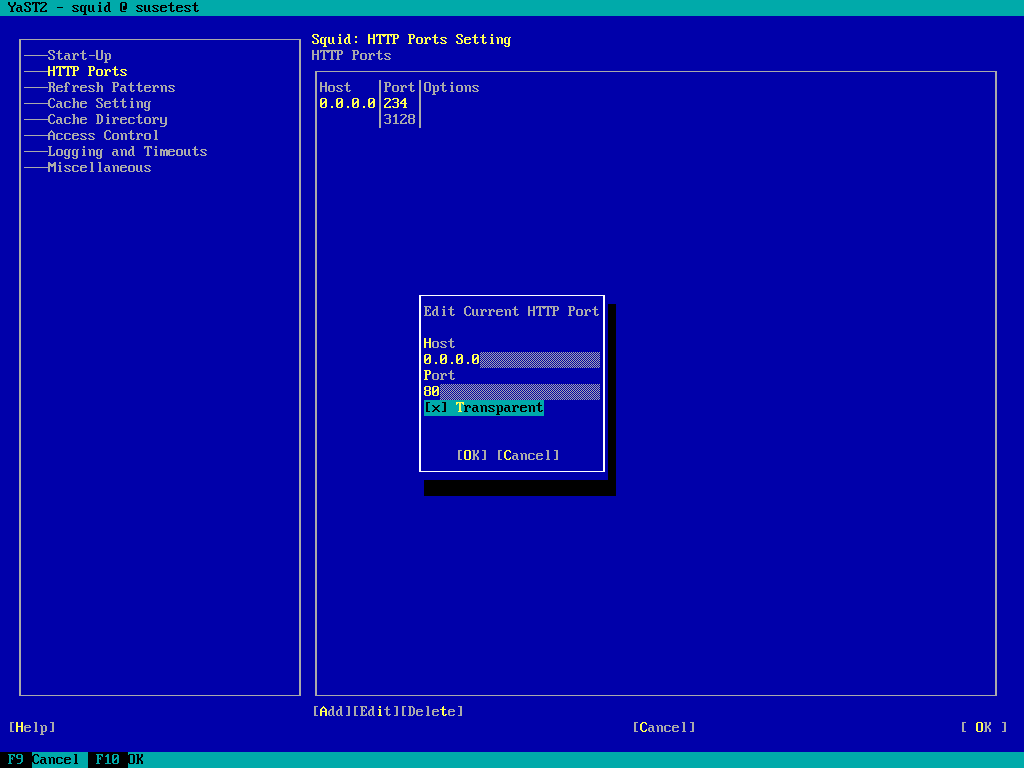 YaST2 - squid @ susetest
Start-Up
HTTP Ports
Refresh Patterns
Cache Setting
Cache Directory
Access Control
Logging and Timeouts
Miscellaneous
Squid: HTTP Ports Setting
HTTP Ports
Host |Port|Options
0.0.0.0|234 |
|3128|
Edit Current HTTP Port
Host
0.0.0.0
Port
80
[x] Transparent
[OK] [Cancel]
[Add][Edit][Delete]
[Help] [Cancel] [ OK ]
F9 Cancel F10 OK